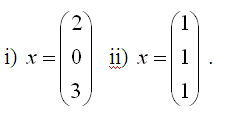 i) x = (2 0 3) ii) x = (1 1 1) .